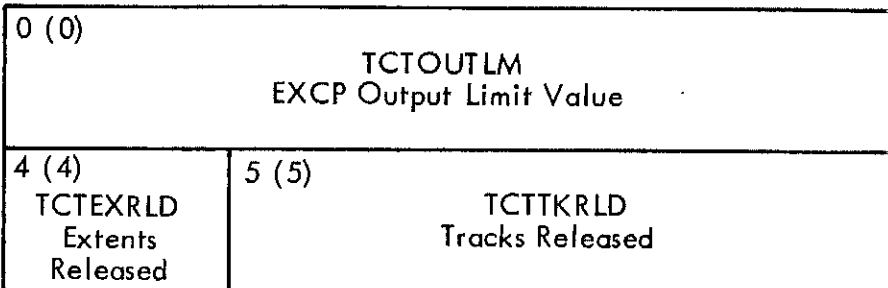 0 (0)
TCTOUTLM
EXCP Output Limit Value
4 (4)
TCTEXRLD
Extents
Released
5 (5)
TCTTKRLD
Tracks Released